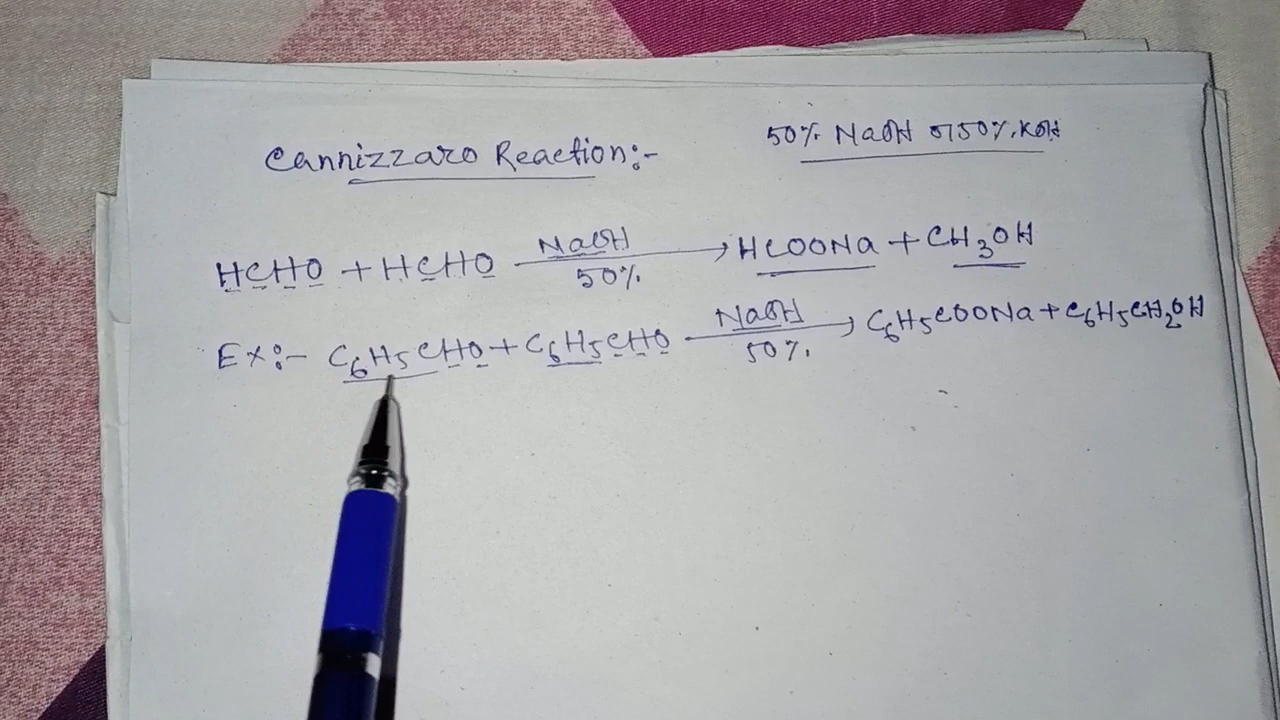 Cannizzaro Reaction:-
50% NaOH or 50% KOH
HCHO + HCHO NaOH 50% → HCOONa + CH3OH
Ex:- C6H5CHO + C6H5CHO NaOH 50% → C6H5COONa + C6H5CH2OH